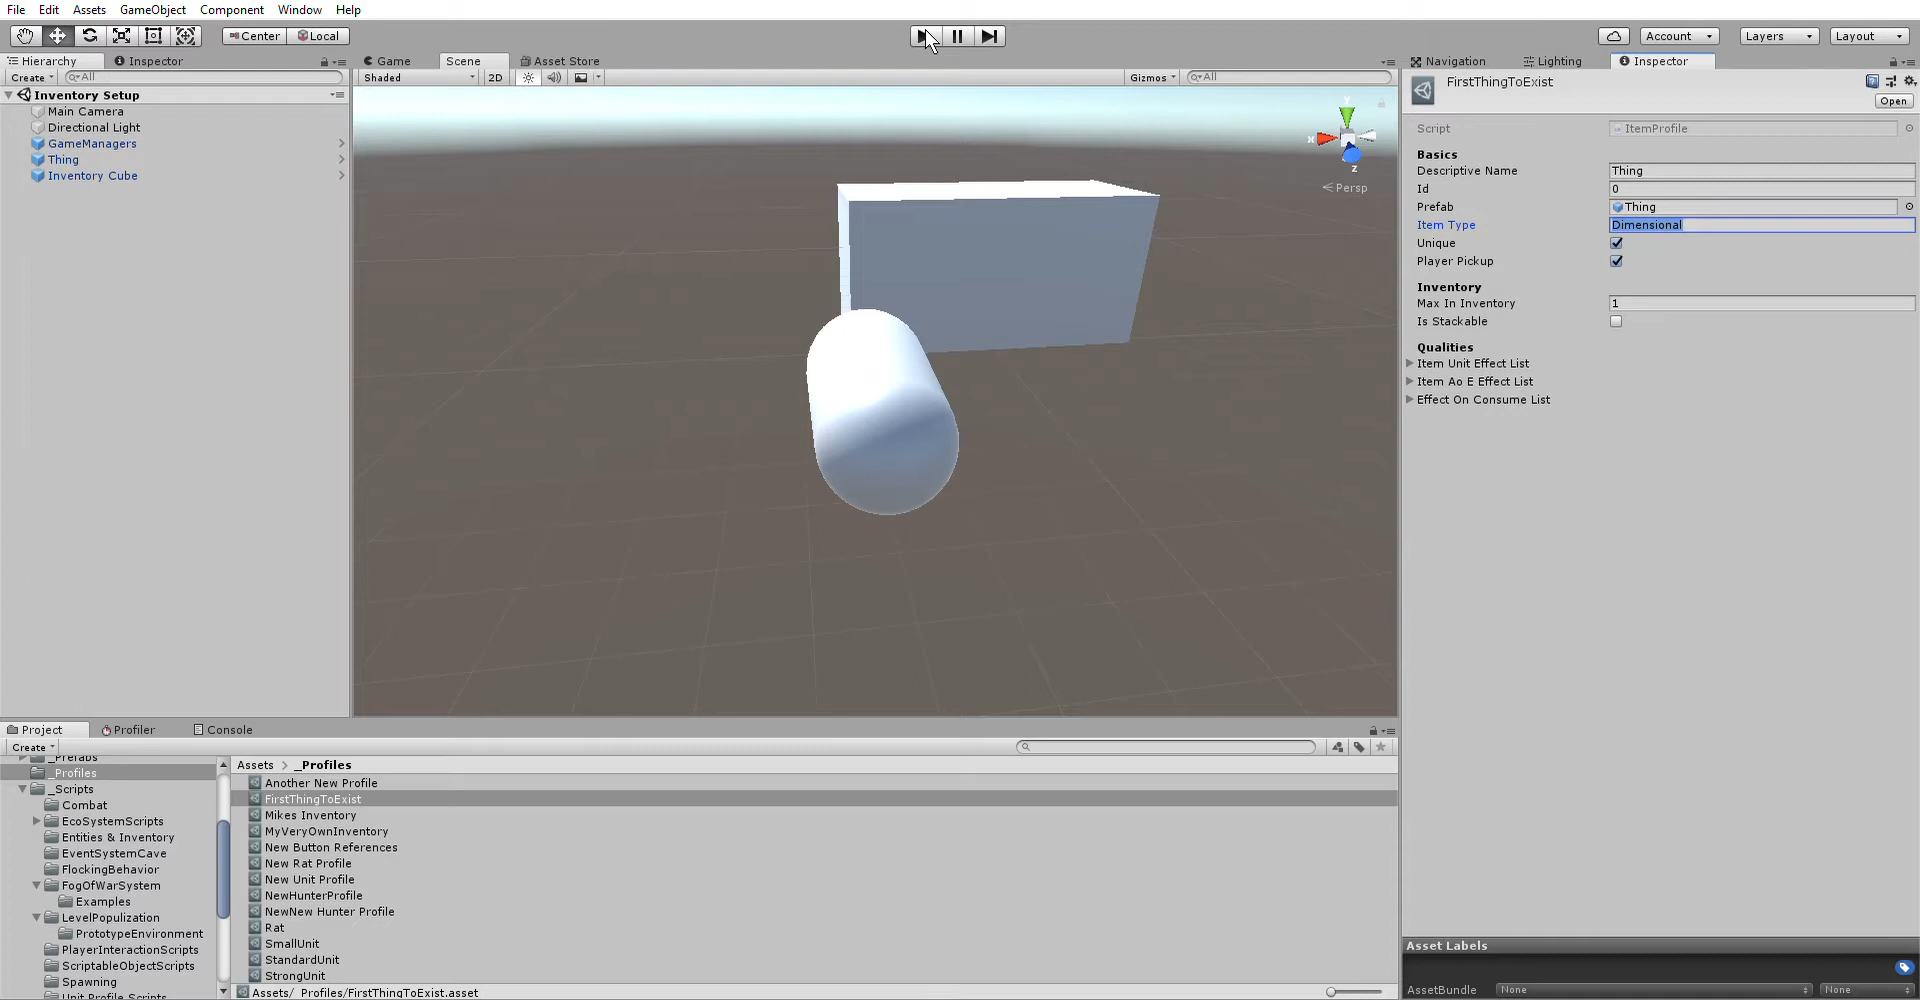 File Edit Assets GameObject Component Window Help
Center Local Account Layers Layout
Hierarchy Inspector
Create All
Inventory Setup
Main Camera
Directional Light
GameManagers
Thing
Inventory Cube
Game Scene Asset Store
Shaded 2D Gizmos All
y
x
z
Persp
Navigation Lighting Inspector
FirstThingToExist
Open
Script ItemProfile
Basics
Descriptive Name Thing
Id 0
Prefab Thing
Item Type Dimensional
Unique
Player Pickup
Inventory
Max In Inventory 1
Is Stackable
Qualities
Item Unit Effect List
Item Ao E Effect List
Effect On Consume List
Project Profiler Console
Create
_Prefabs
_Profiles
_Scripts
Combat
EcoSystemScripts
Entities & Inventory
EventSystemCave
FlockingBehavior
FogOfWarSystem
Examples
LevelPopulization
PrototypeEnvironment
PlayerInteractionScripts
ScriptableObjectScripts
Spawning
Unit Profile Scripts
Assets > _Profiles
Another New Profile
FirstThingToExist
Mikes Inventory
MyVeryOwnInventory
New Button References
New Rat Profile
New Unit Profile
NewHunterProfile
NewNew Hunter Profile
Rat
SmallUnit
StandardUnit
StrongUnit
Assets/_Profiles/FirstThingToExist.asset
Asset Labels
AssetBundle None None